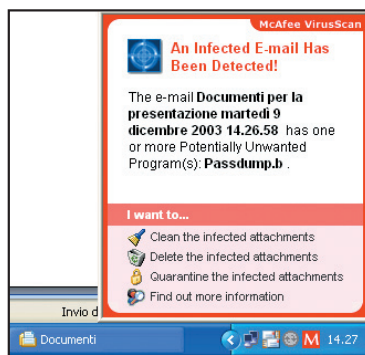 McAfee VirusScan
An Infected E-mail Has
Been Detected!
The e-mail Documenti per la
presentazione martedì 9
dicembre 2003 14.26.58 has one
or more Potentially Unwanted
Program(s): Passdump.b .
I want to...
Clean the infected attachments
Delete the infected attachments
Quarantine the infected attachments
Find out more information
Invio d
Documenti
M 14.27